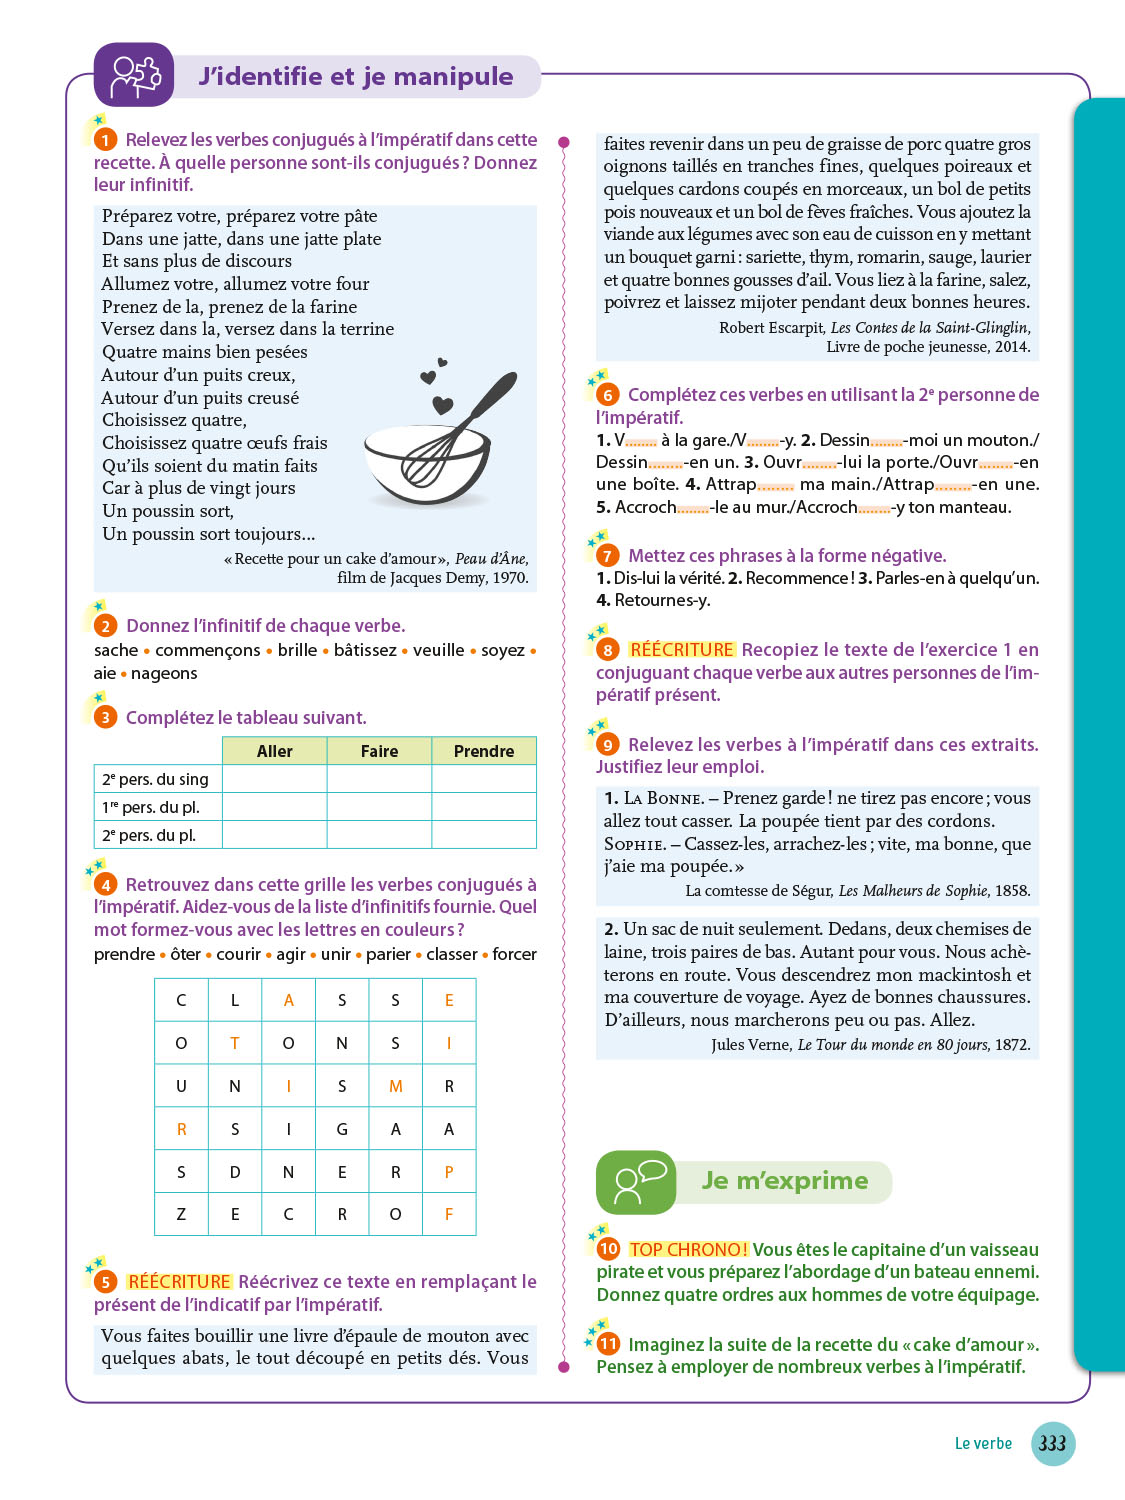 J'identifie et je manipule
1 Relevez les verbes conjugués à l'impératif dans cette
recette. À quelle personne sont-ils conjugués ? Donnez
leur infinitif.
Préparez votre, préparez votre pâte
Dans une jatte, dans une jatte plate
Et sans plus de discours
Allumez votre, allumez votre four
Prenez de la, prenez de la farine
Versez dans la, versez dans la terrine
Quatre mains bien pesées
Autour d'un puits creux,
Autour d'un puits creusé
Choisissez quatre,
Choisissez quatre œufs frais
Qu'ils soient du matin faits
Car à plus de vingt jours
Un poussin sort,
Un poussin sort toujours...
« Recette pour un cake d'amour », Peau d'Âne,
film de Jacques Demy, 1970.
2 Donnez l'infinitif de chaque verbe.
sache • commençons • brille • bâtissez • veuille • soyez •
aie • nageons
3 Complétez le tableau suivant.
Aller Faire Prendre
2e pers. du sing
1re pers. du pl.
2e pers. du pl.
4 Retrouvez dans cette grille les verbes conjugués à
l'impératif. Aidez-vous de la liste d'infinitifs fournie. Quel
mot formez-vous avec les lettres en couleurs ?
prendre • ôter • courir • agir • unir • parier • classer • forcer
C L A S S E
O T O N S I
U N I S M R
R S I G A A
S D N E R P
Z E C R O F
5 RÉÉCRITURE Réécrivez ce texte en remplaçant le
présent de l'indicatif par l'impératif.
Vous faites bouillir une livre d'épaule de mouton avec
quelques abats, le tout découpé en petits dés. Vous
faites revenir dans un peu de graisse de porc quatre gros
oignons taillés en tranches fines, quelques poireaux et
quelques cardons coupés en morceaux, un bol de petits
pois nouveaux et un bol de fèves fraîches. Vous ajoutez la
viande aux légumes avec son eau de cuisson en y mettant
un bouquet garni : sariette, thym, romarin, sauge, laurier
et quatre bonnes gousses d'ail. Vous liez à la farine, salez,
poivrez et laissez mijoter pendant deux bonnes heures.
Robert Escarpit, Les Contes de la Saint-Glinglin,
Livre de poche jeunesse, 2014.
6 Complétez ces verbes en utilisant la 2e personne de
l'impératif.
1. V........ à la gare./V........-y. 2. Dessin........-moi un mouton./
Dessin........-en un. 3. Ouvr........-lui la porte./Ouvr........-en
une boîte. 4. Attrap........ ma main./Attrap........-en une.
5. Accroch........-le au mur./Accroch........-y ton manteau.
7 Mettez ces phrases à la forme négative.
1. Dis-lui la vérité. 2. Recommence ! 3. Parles-en à quelqu'un.
4. Retournes-y.
8 RÉÉCRITURE Recopiez le texte de l'exercice 1 en
conjuguant chaque verbe aux autres personnes de l'im-
pératif présent.
9 Relevez les verbes à l'impératif dans ces extraits.
Justifiez leur emploi.
1. LA BONNE. – Prenez garde ! ne tirez pas encore ; vous
allez tout casser. La poupée tient par des cordons.
SOPHIE. – Cassez-les, arrachez-les ; vite, ma bonne, que
j'aie ma poupée. »
La comtesse de Ségur, Les Malheurs de Sophie, 1858.
2. Un sac de nuit seulement. Dedans, deux chemises de
laine, trois paires de bas. Autant pour vous. Nous achè-
terons en route. Vous descendrez mon mackintosh et
ma couverture de voyage. Ayez de bonnes chaussures.
D'ailleurs, nous marcherons peu ou pas. Allez.
Jules Verne, Le Tour du monde en 80 jours, 1872.
Je m'exprime
10 TOP CHRONO ! Vous êtes le capitaine d'un vaisseau
pirate et vous préparez l'abordage d'un bateau ennemi.
Donnez quatre ordres aux hommes de votre équipage.
11 Imaginez la suite de la recette du « cake d'amour ».
Pensez à employer de nombreux verbes à l'impératif.
Le verbe 333